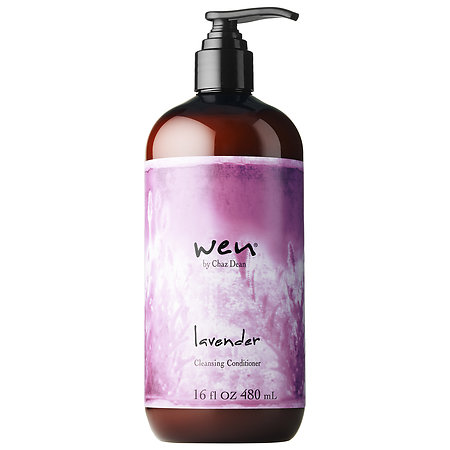 wen®
by Chaz Dean
lavender
Cleansing Conditioner
16 fl OZ 480 mL